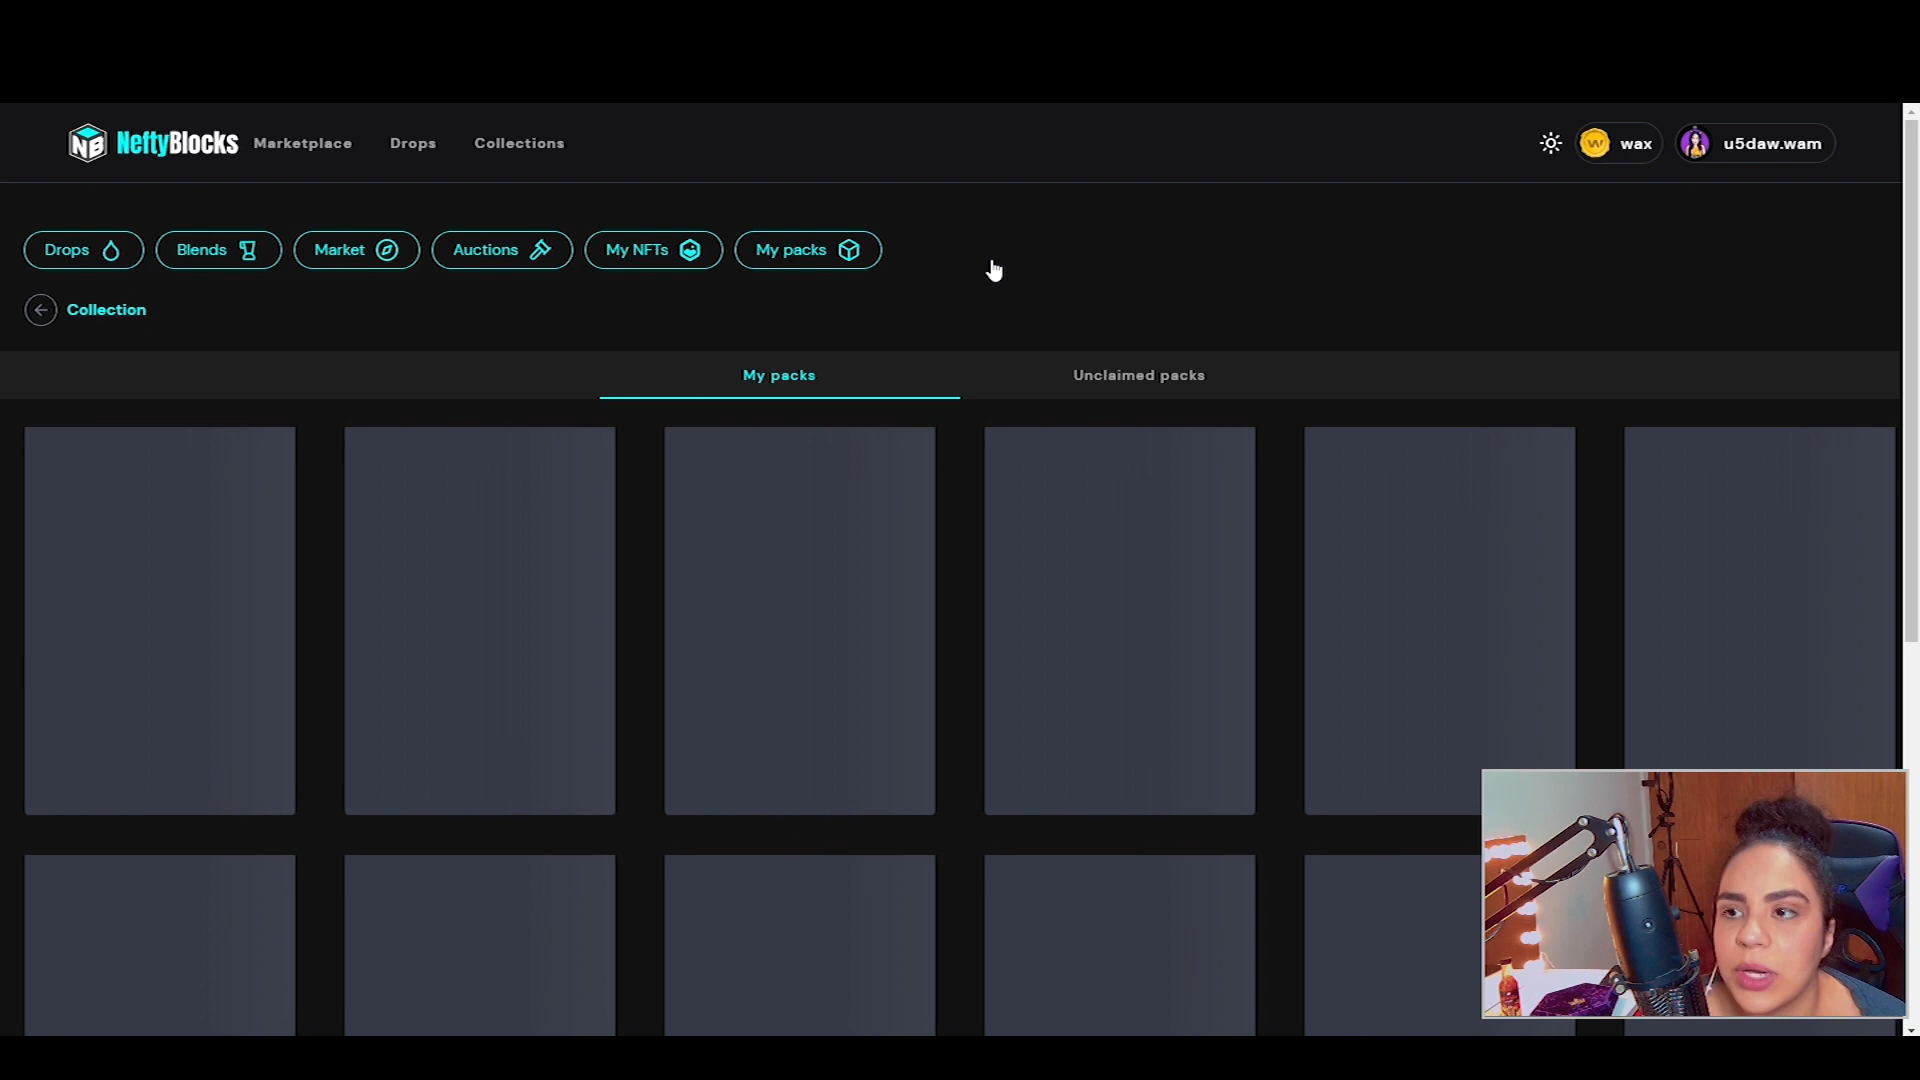 NB NeftyBlocks Marketplace Drops Collections wax u5daw.wam
Drops Blends Market Auctions My NFTs My packs
Collection
My packs Unclaimed packs